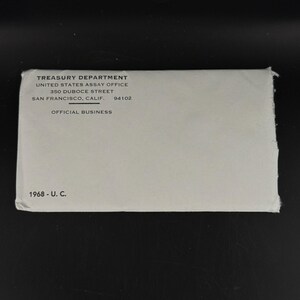 TREASURY DEPARTMENT
UNITED STATES ASSAY OFFICE
350 DUBOCE STREET
SAN FRANCISCO, CALIF. 94102
OFFICIAL BUSINESS
1968 - U. C.